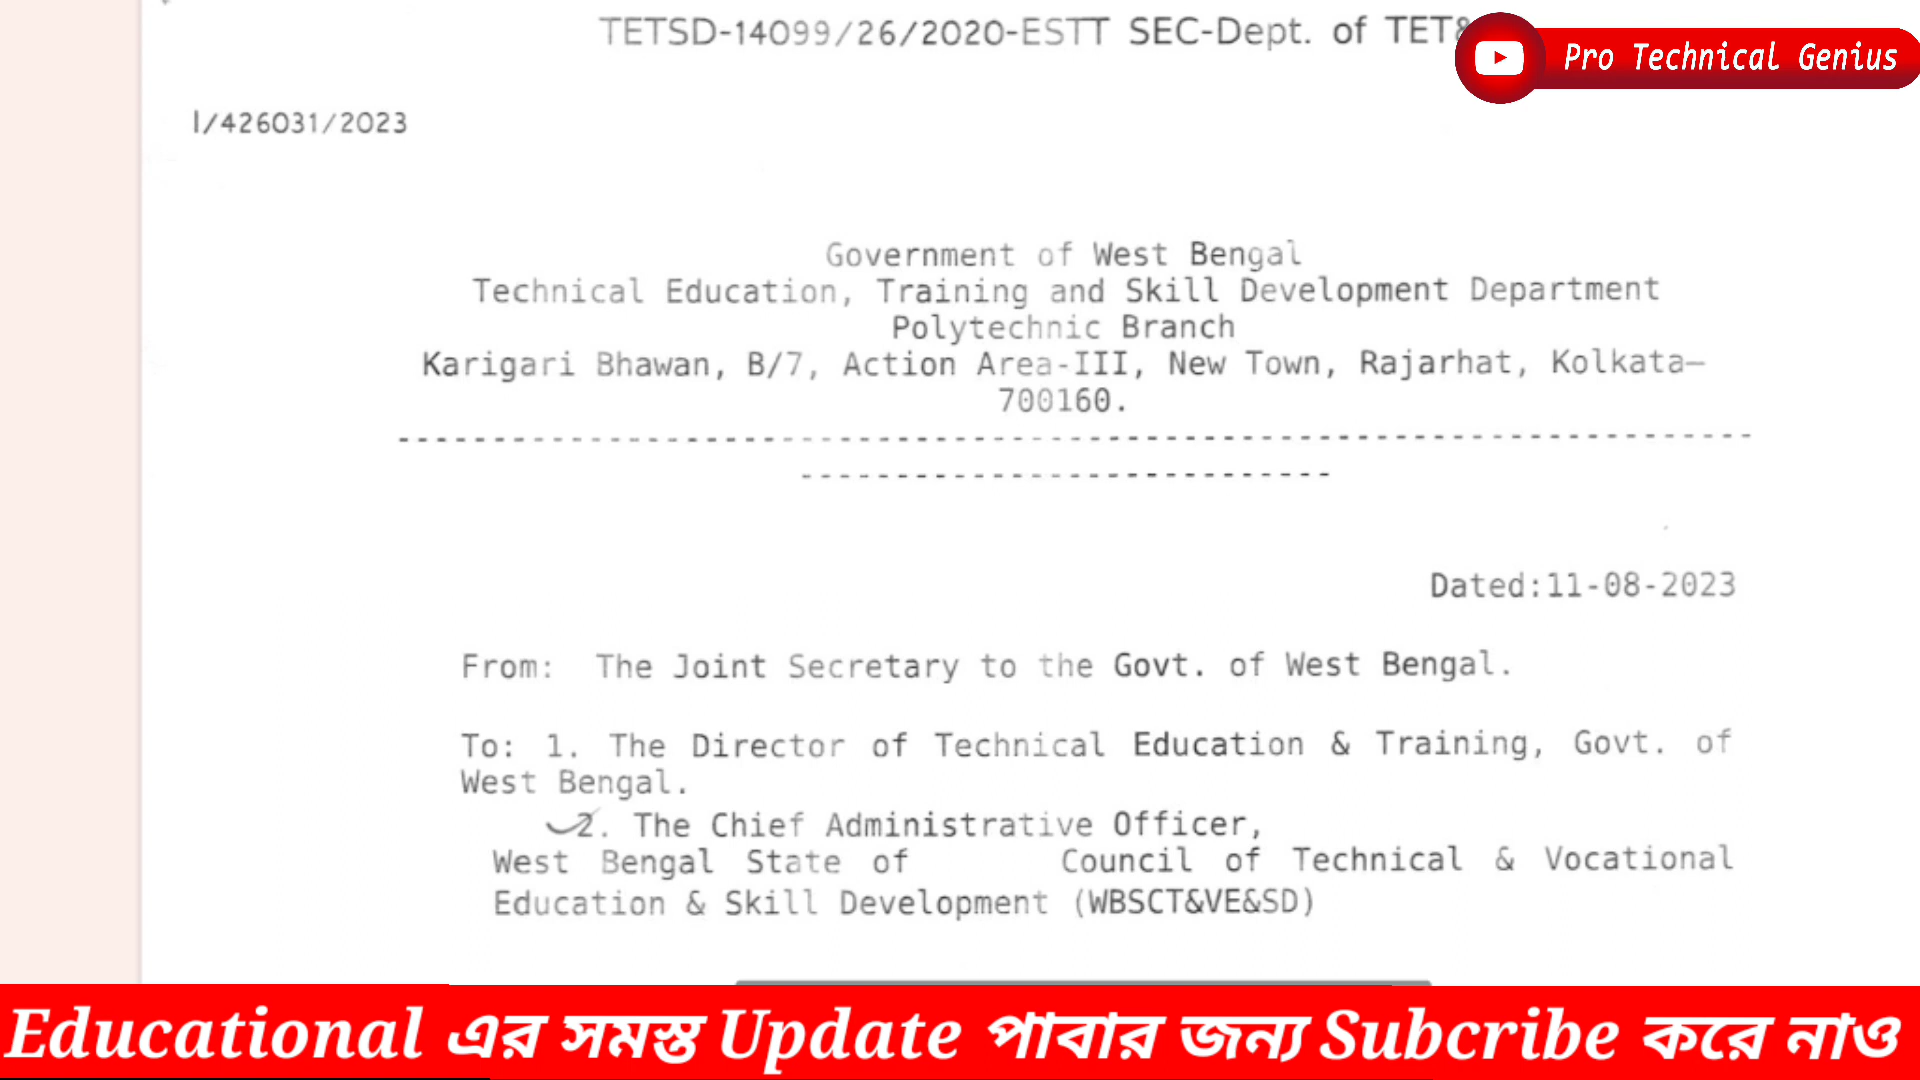 TETSD-14099/26/2020-ESTT SEC-Dept. of TET&
Pro Technical Genius
I/426031/2023
Government of West Bengal
Technical Education, Training and Skill Development Department
Polytechnic Branch
Karigari Bhawan, B/7, Action Area-III, New Town, Rajarhat, Kolkata–
700160.
Dated:11-08-2023
From: The Joint Secretary to the Govt. of West Bengal.
To: 1. The Director of Technical Education & Training, Govt. of
West Bengal.
2. The Chief Administrative Officer,
West Bengal State of Council of Technical & Vocational
Education & Skill Development (WBSCT&VE&SD)
Educational এর সমস্ত Update পাবার জন্য Subcribe করে নাও